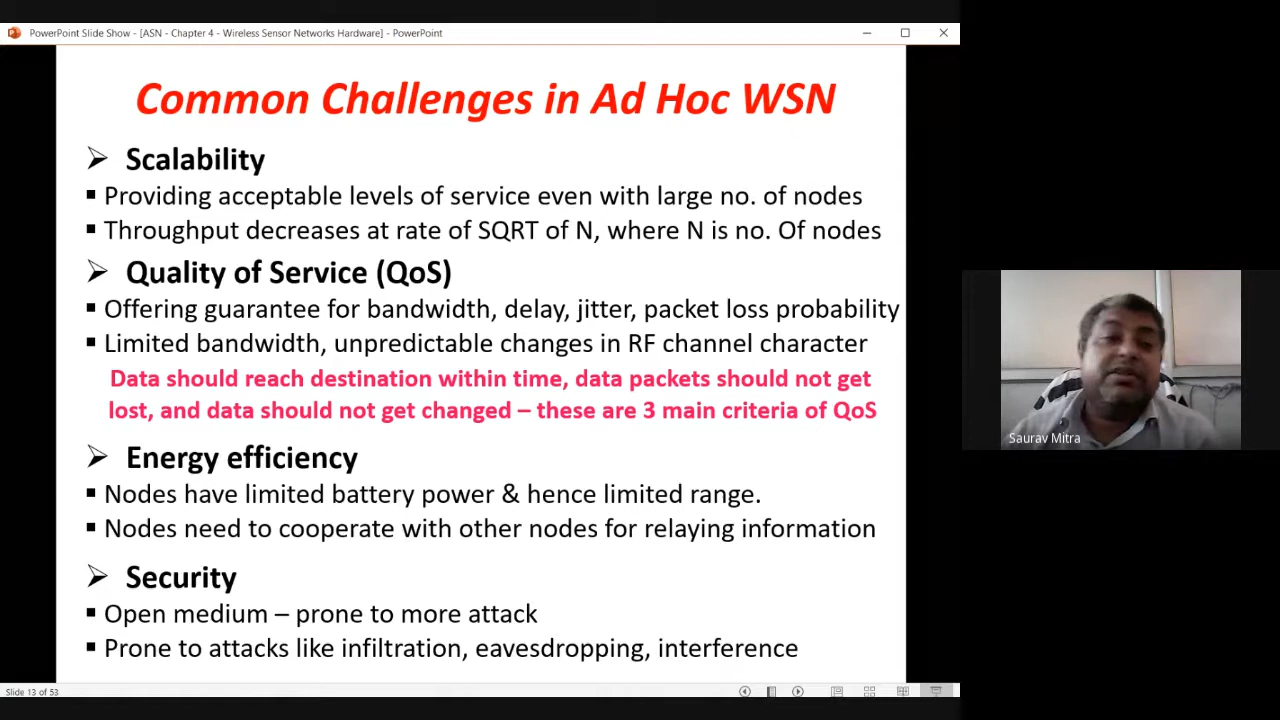 PowerPoint Slide Show - [ASN - Chapter 4 - Wireless Sensor Networks Hardware] - PowerPoint
Common Challenges in Ad Hoc WSN
➢ Scalability
▪ Providing acceptable levels of service even with large no. of nodes
▪ Throughput decreases at rate of SQRT of N, where N is no. Of nodes
➢ Quality of Service (QoS)
▪ Offering guarantee for bandwidth, delay, jitter, packet loss probability
▪ Limited bandwidth, unpredictable changes in RF channel character
Data should reach destination within time, data packets should not get
lost, and data should not get changed – these are 3 main criteria of QoS
➢ Energy efficiency
▪ Nodes have limited battery power & hence limited range.
▪ Nodes need to cooperate with other nodes for relaying information
➢ Security
▪ Open medium – prone to more attack
▪ Prone to attacks like infiltration, eavesdropping, interference
Slide 13 of 53
Saurav Mitra